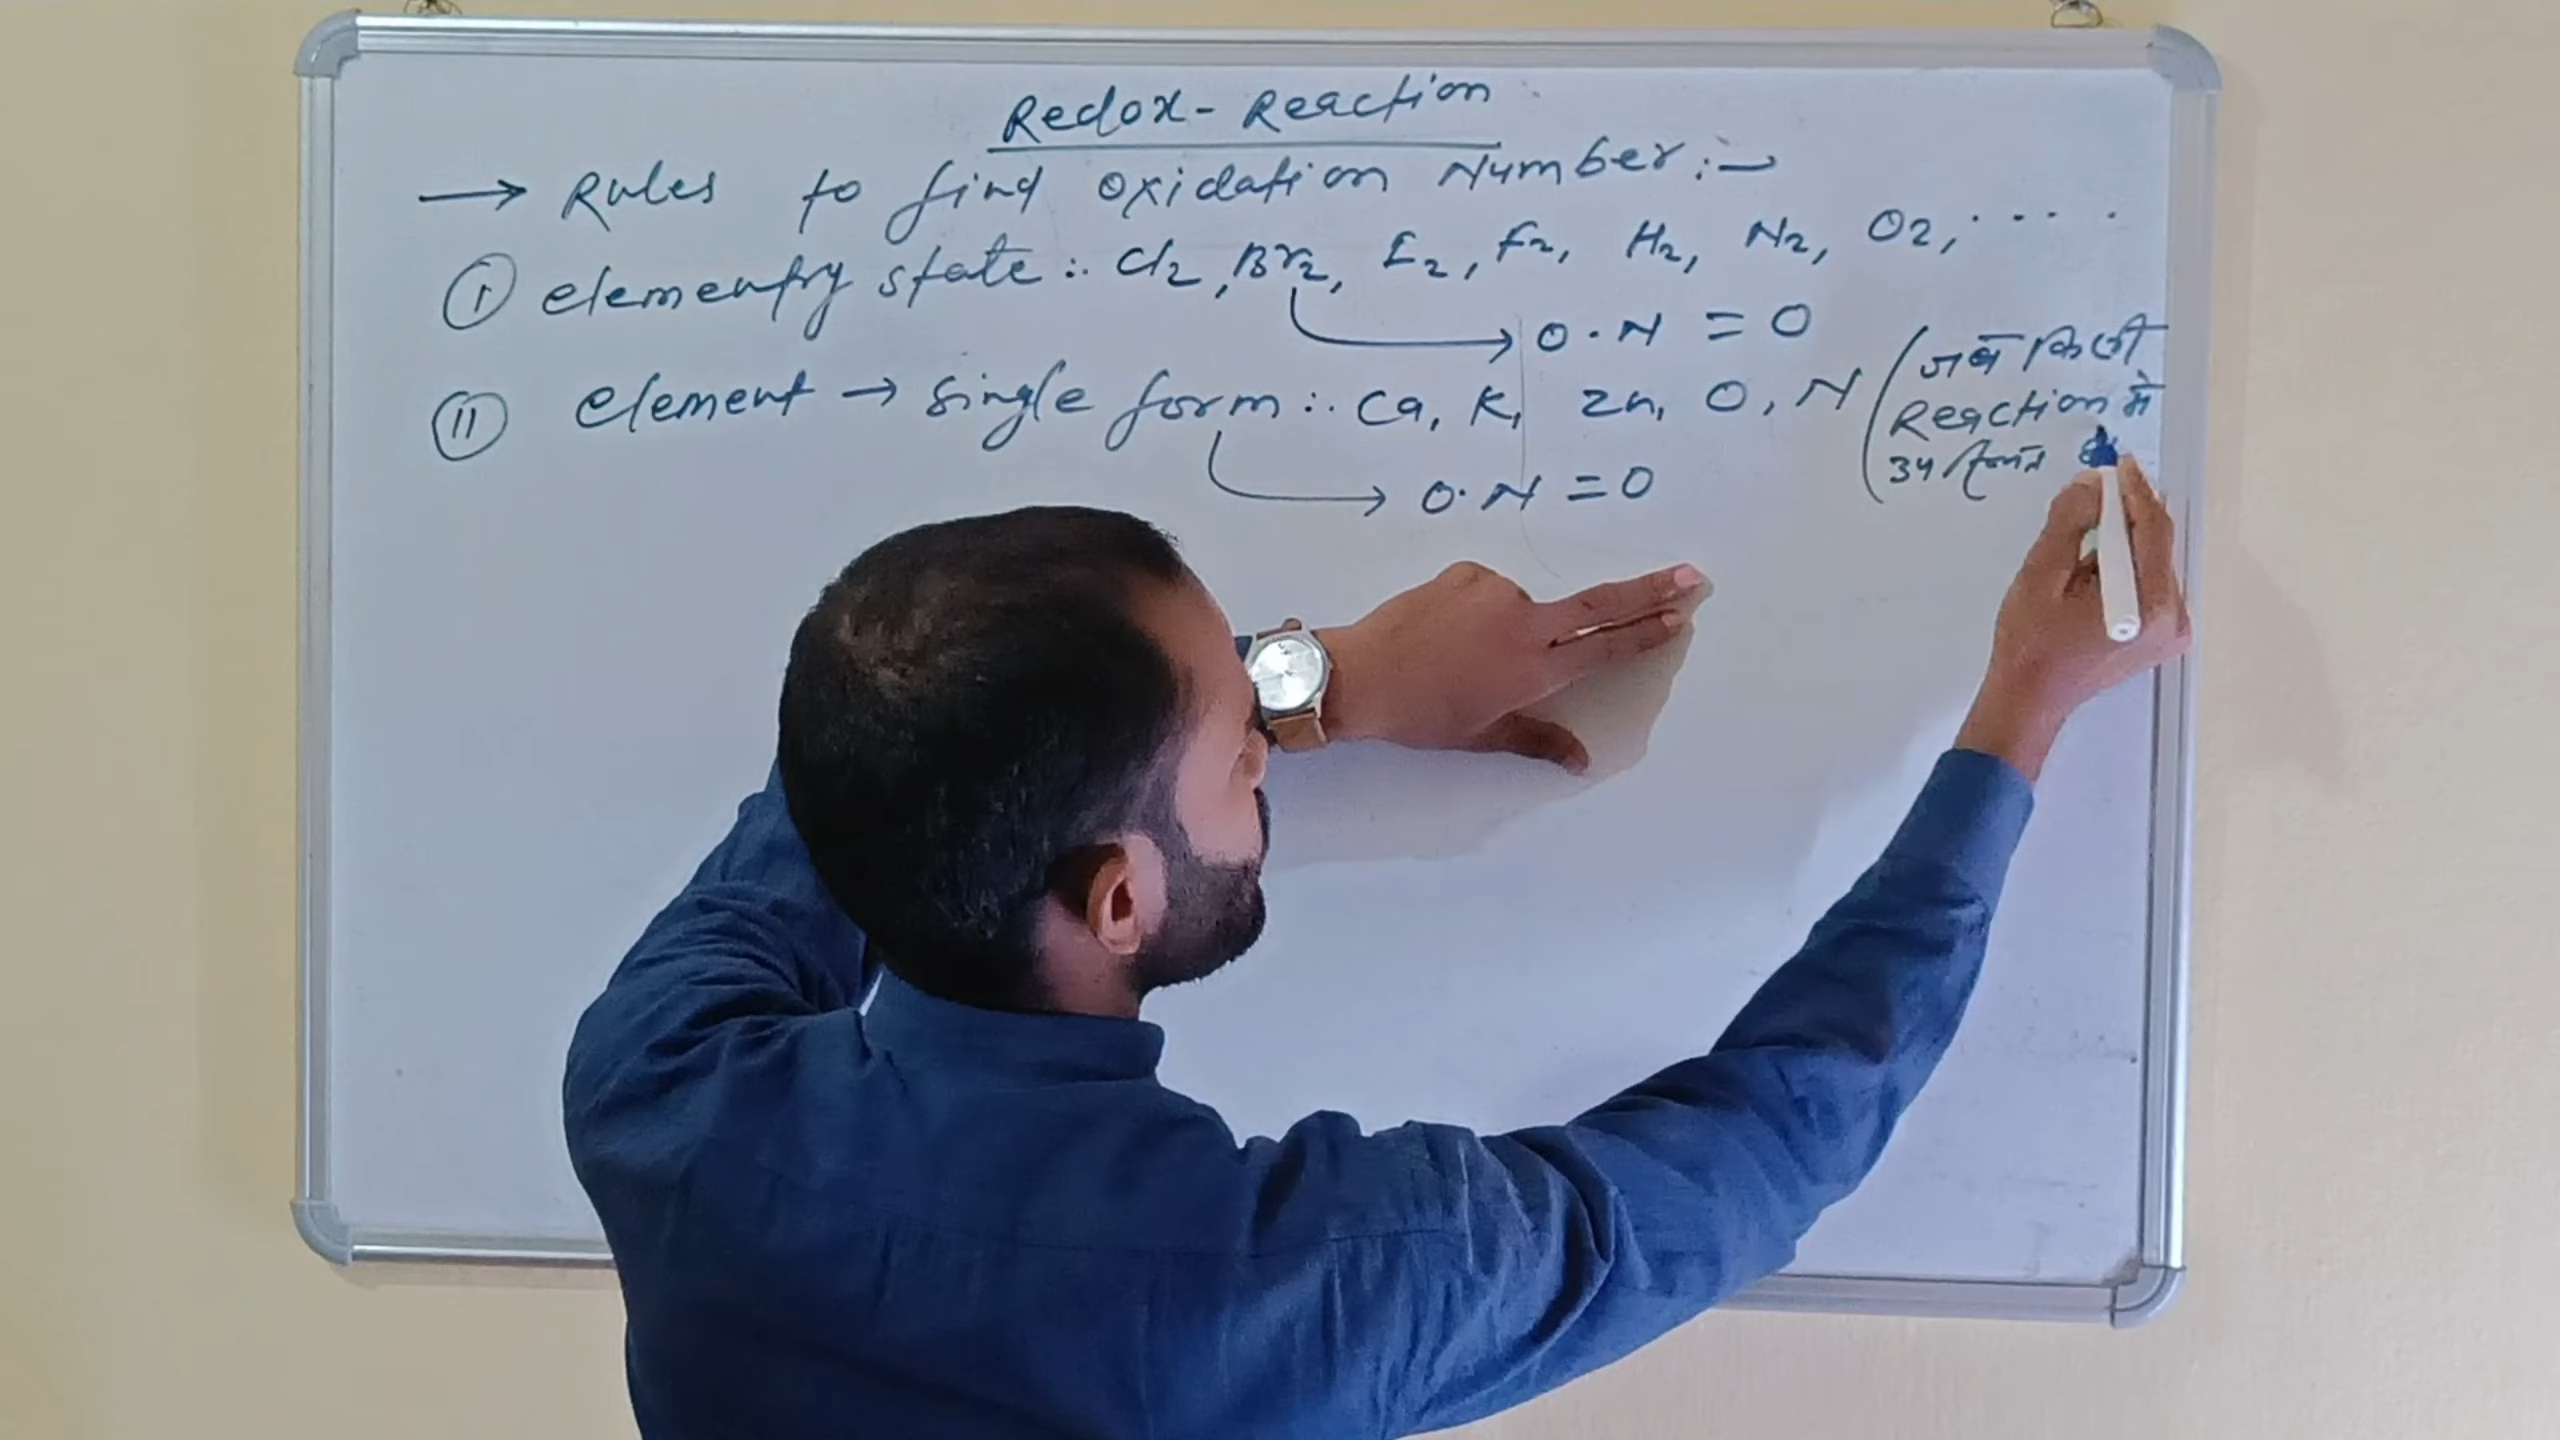 Redox - Reaction
→ Rules to find Oxidation Number :-
(I) elementry state :. Cl2, Br2, I2, F2, H2, N2, O2, . . . .
→ O.N = 0
(II) element → single form :. Ca, K, Zn, O, N (जब किसी
Reaction में
उपस्थित
→ O.N = 0